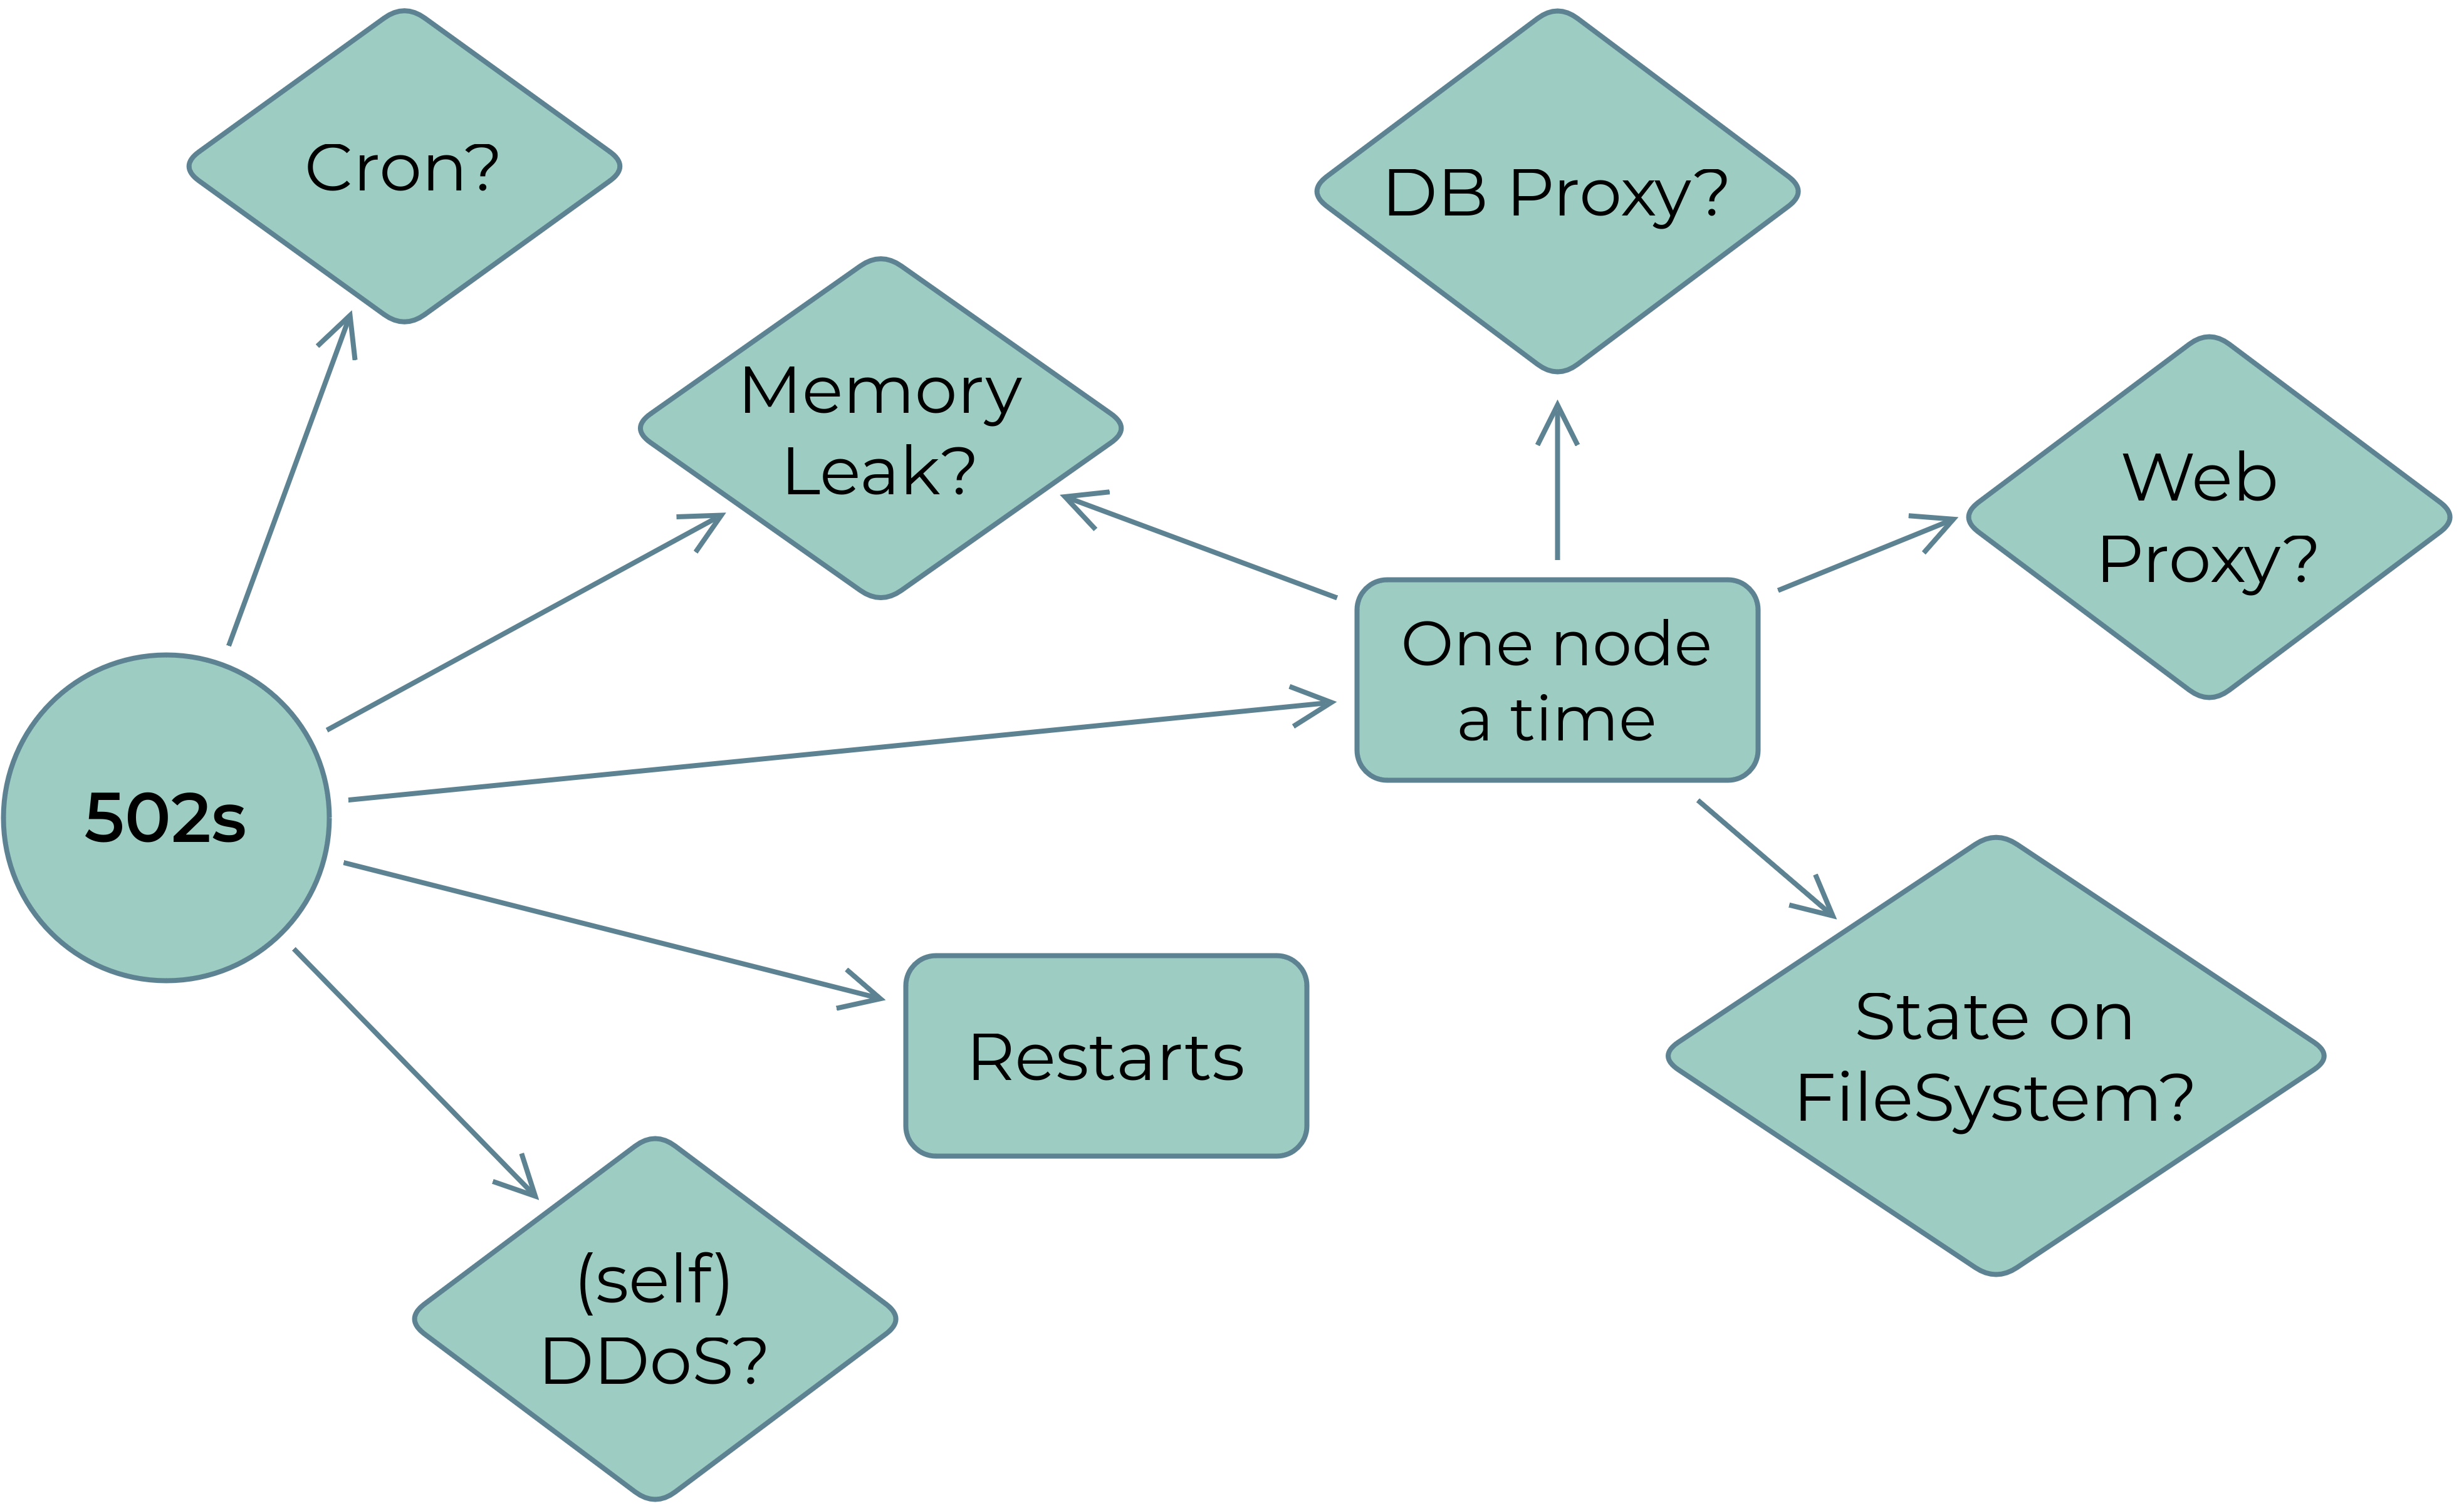 Cron?
DB Proxy?
Memory
Leak?
Web
Proxy?
One node
a time
502s
Restarts
State on
FileSystem?
(self)
DDoS?